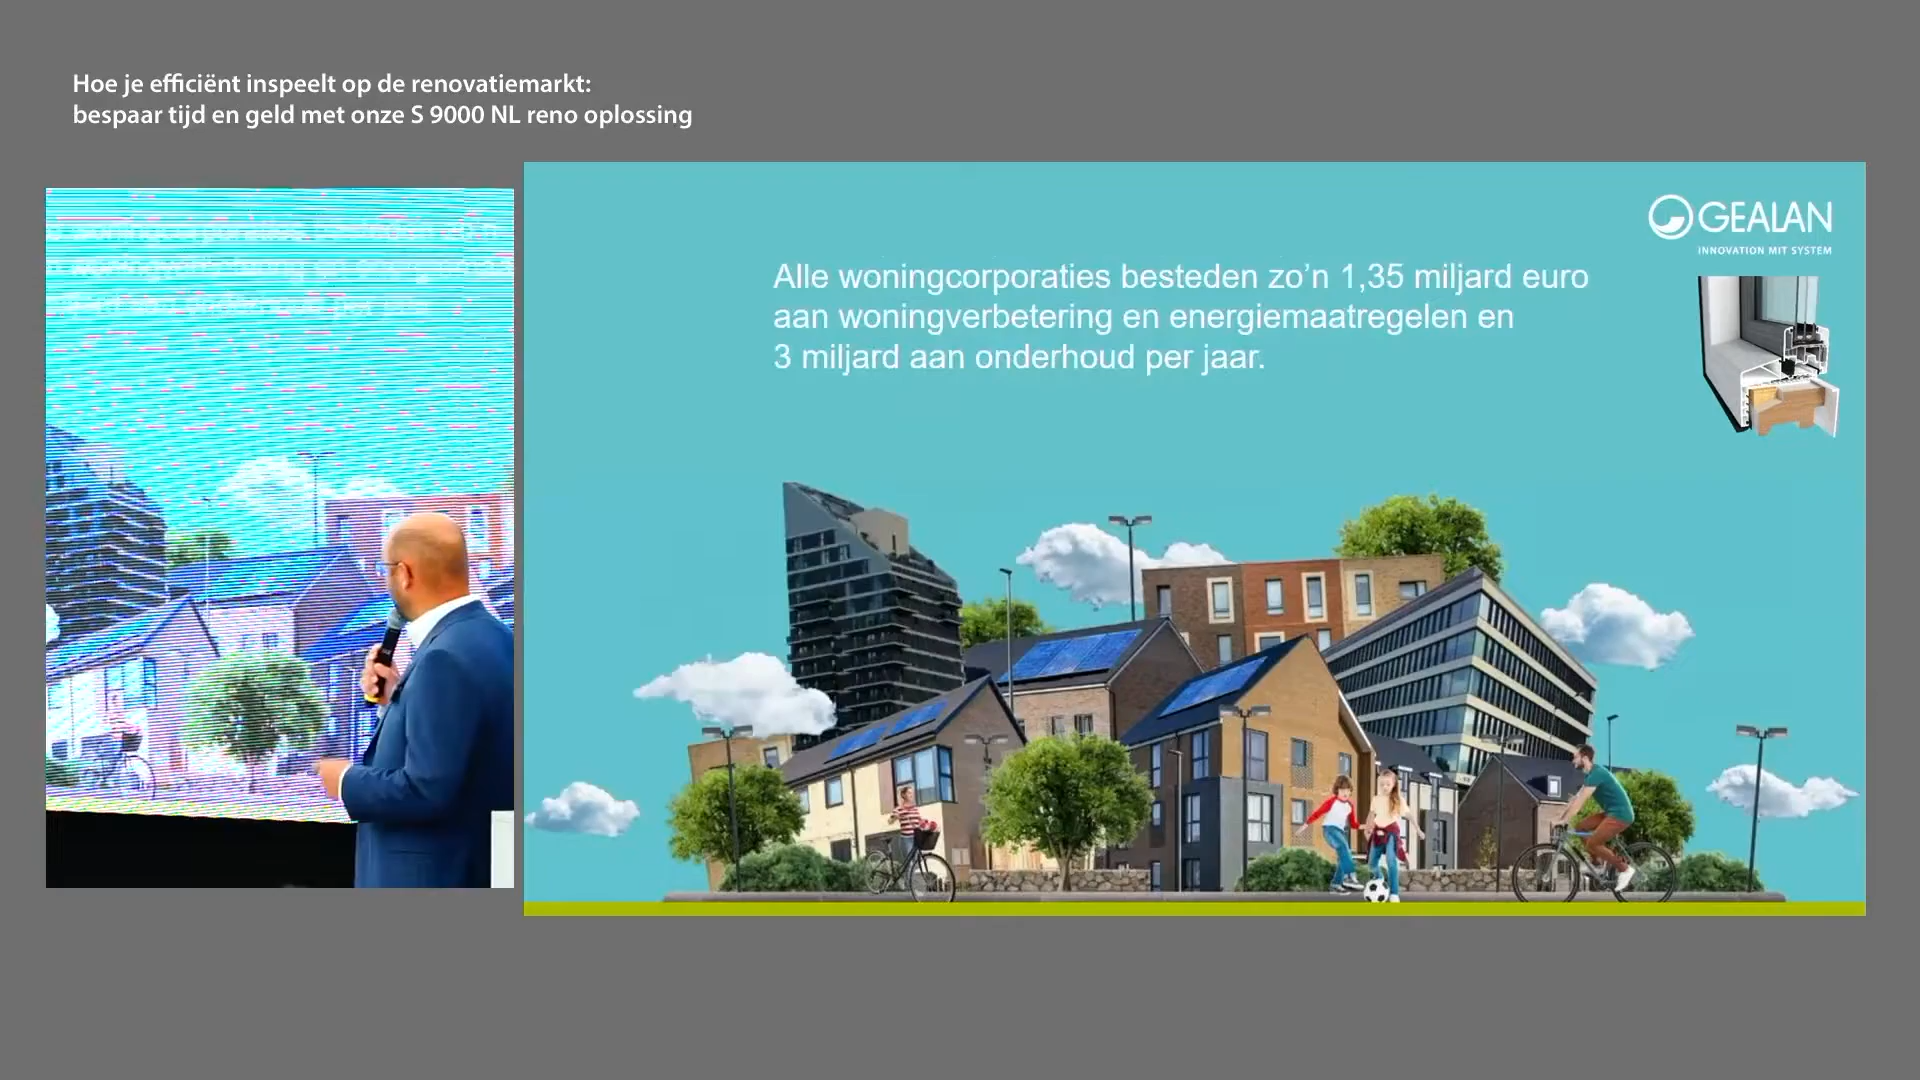 Hoe je efficiënt inspeelt op de renovatiemarkt:
bespaar tijd en geld met onze S 9000 NL reno oplossing
GEALAN
INNOVATION MIT SYSTEM
Alle woningcorporaties besteden zo’n 1,35 miljard euro
aan woningverbetering en energiemaatregelen en
3 miljard aan onderhoud per jaar.